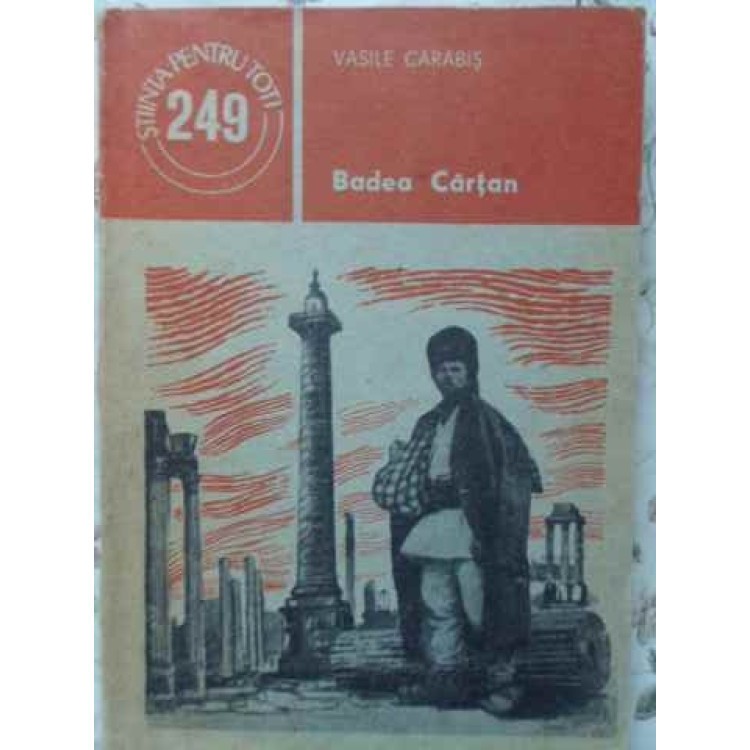 ȘTIINȚA PENTRU TOȚI
249
VASILE CARABIȘ
Badea Cârțan